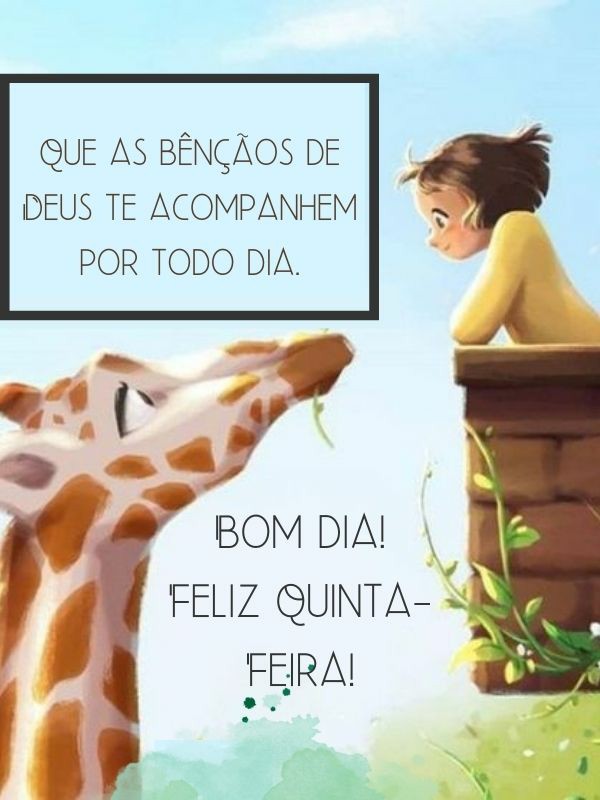 QUE AS BÊNÇÃOS DE
DEUS TE ACOMPANHEM
POR TODO DIA.
BOM DIA!
FELIZ QUINTA-
FEIRA!